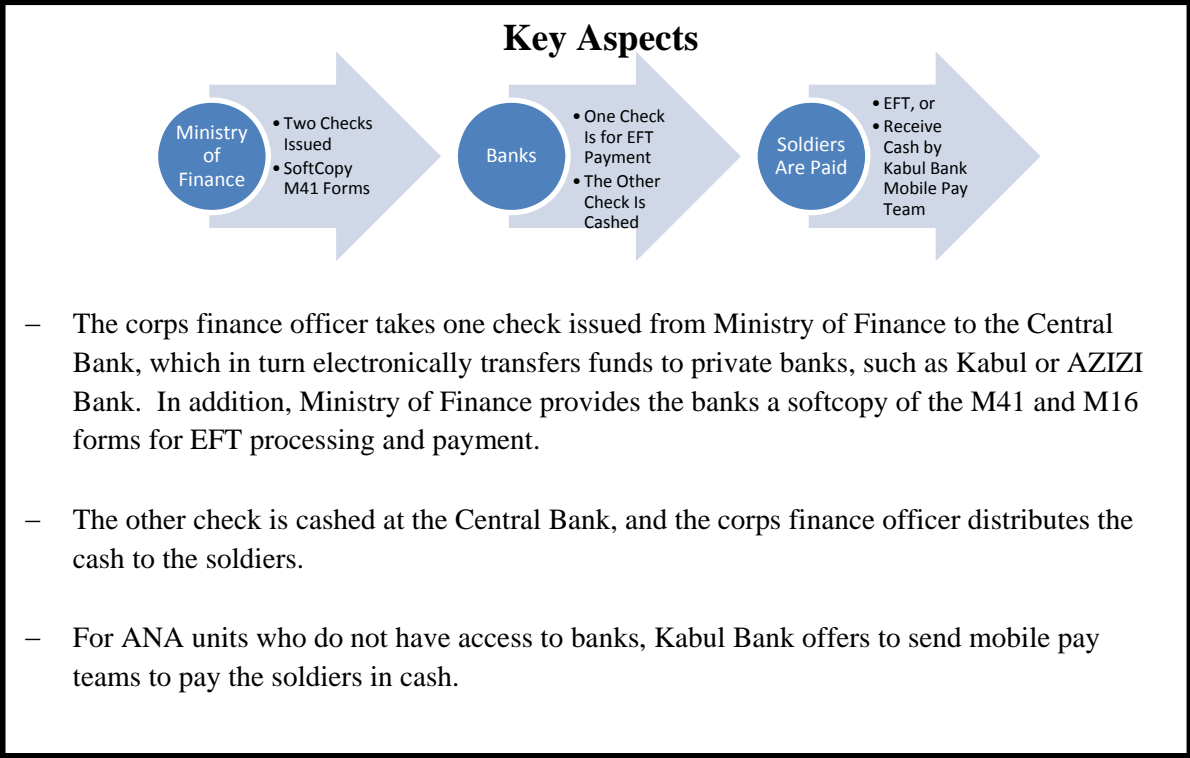 Key Aspects
Ministry
of
Finance
• Two Checks
Issued
• SoftCopy
M41 Forms
Banks
• One Check
Is for EFT
Payment
• The Other
Check Is
Cashed
Soldiers
Are Paid
• EFT, or
• Receive
Cash by
Kabul Bank
Mobile Pay
Team
– The corps finance officer takes one check issued from Ministry of Finance to the Central
Bank, which in turn electronically transfers funds to private banks, such as Kabul or AZIZI
Bank. In addition, Ministry of Finance provides the banks a softcopy of the M41 and M16
forms for EFT processing and payment.
– The other check is cashed at the Central Bank, and the corps finance officer distributes the
cash to the soldiers.
– For ANA units who do not have access to banks, Kabul Bank offers to send mobile pay
teams to pay the soldiers in cash.